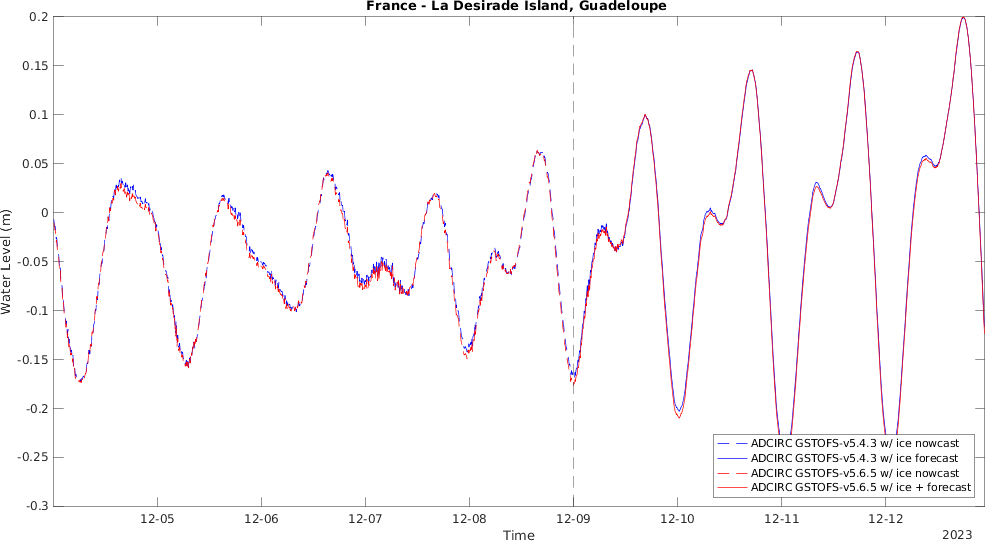 France - La Desirade Island, Guadeloupe
0.2
0.15
0.1
0.05
0
-0.05
-0.1
-0.15
-0.2
-0.25
-0.3
Water Level (m)
ADCIRC GSTOFS-v5.4.3 w/ ice nowcast
ADCIRC GSTOFS-v5.4.3 w/ ice forecast
ADCIRC GSTOFS-v5.6.5 w/ ice nowcast
ADCIRC GSTOFS-v5.6.5 w/ ice + forecast
12-05 12-06 12-07 12-08 12-09 12-10 12-11 12-12
Time
2023